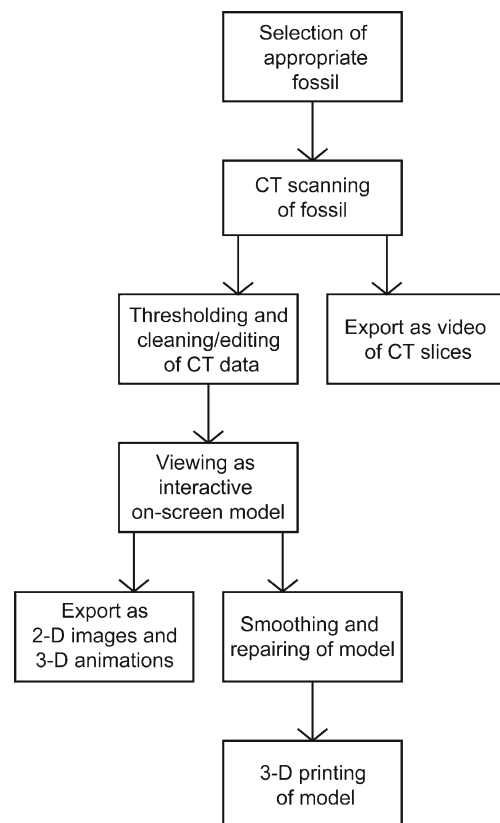 Selection of
appropriate
fossil
CT scanning
of fossil
Thresholding and
cleaning/editing
of CT data
Export as video
of CT slices
Viewing as
interactive
on-screen model
Export as
2-D images and
3-D animations
Smoothing and
repairing of model
3-D printing
of model